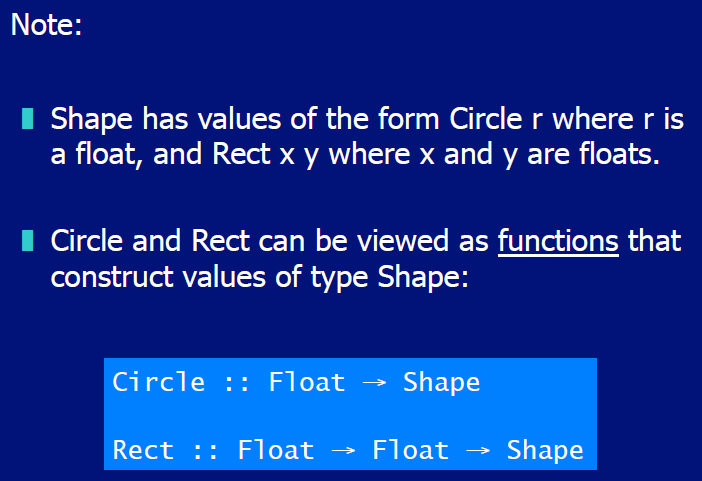 Note:
Shape has values of the form Circle r where r is
a float, and Rect x y where x and y are floats.
Circle and Rect can be viewed as functions that
construct values of type Shape:
Circle :: Float → Shape
Rect :: Float → Float → Shape